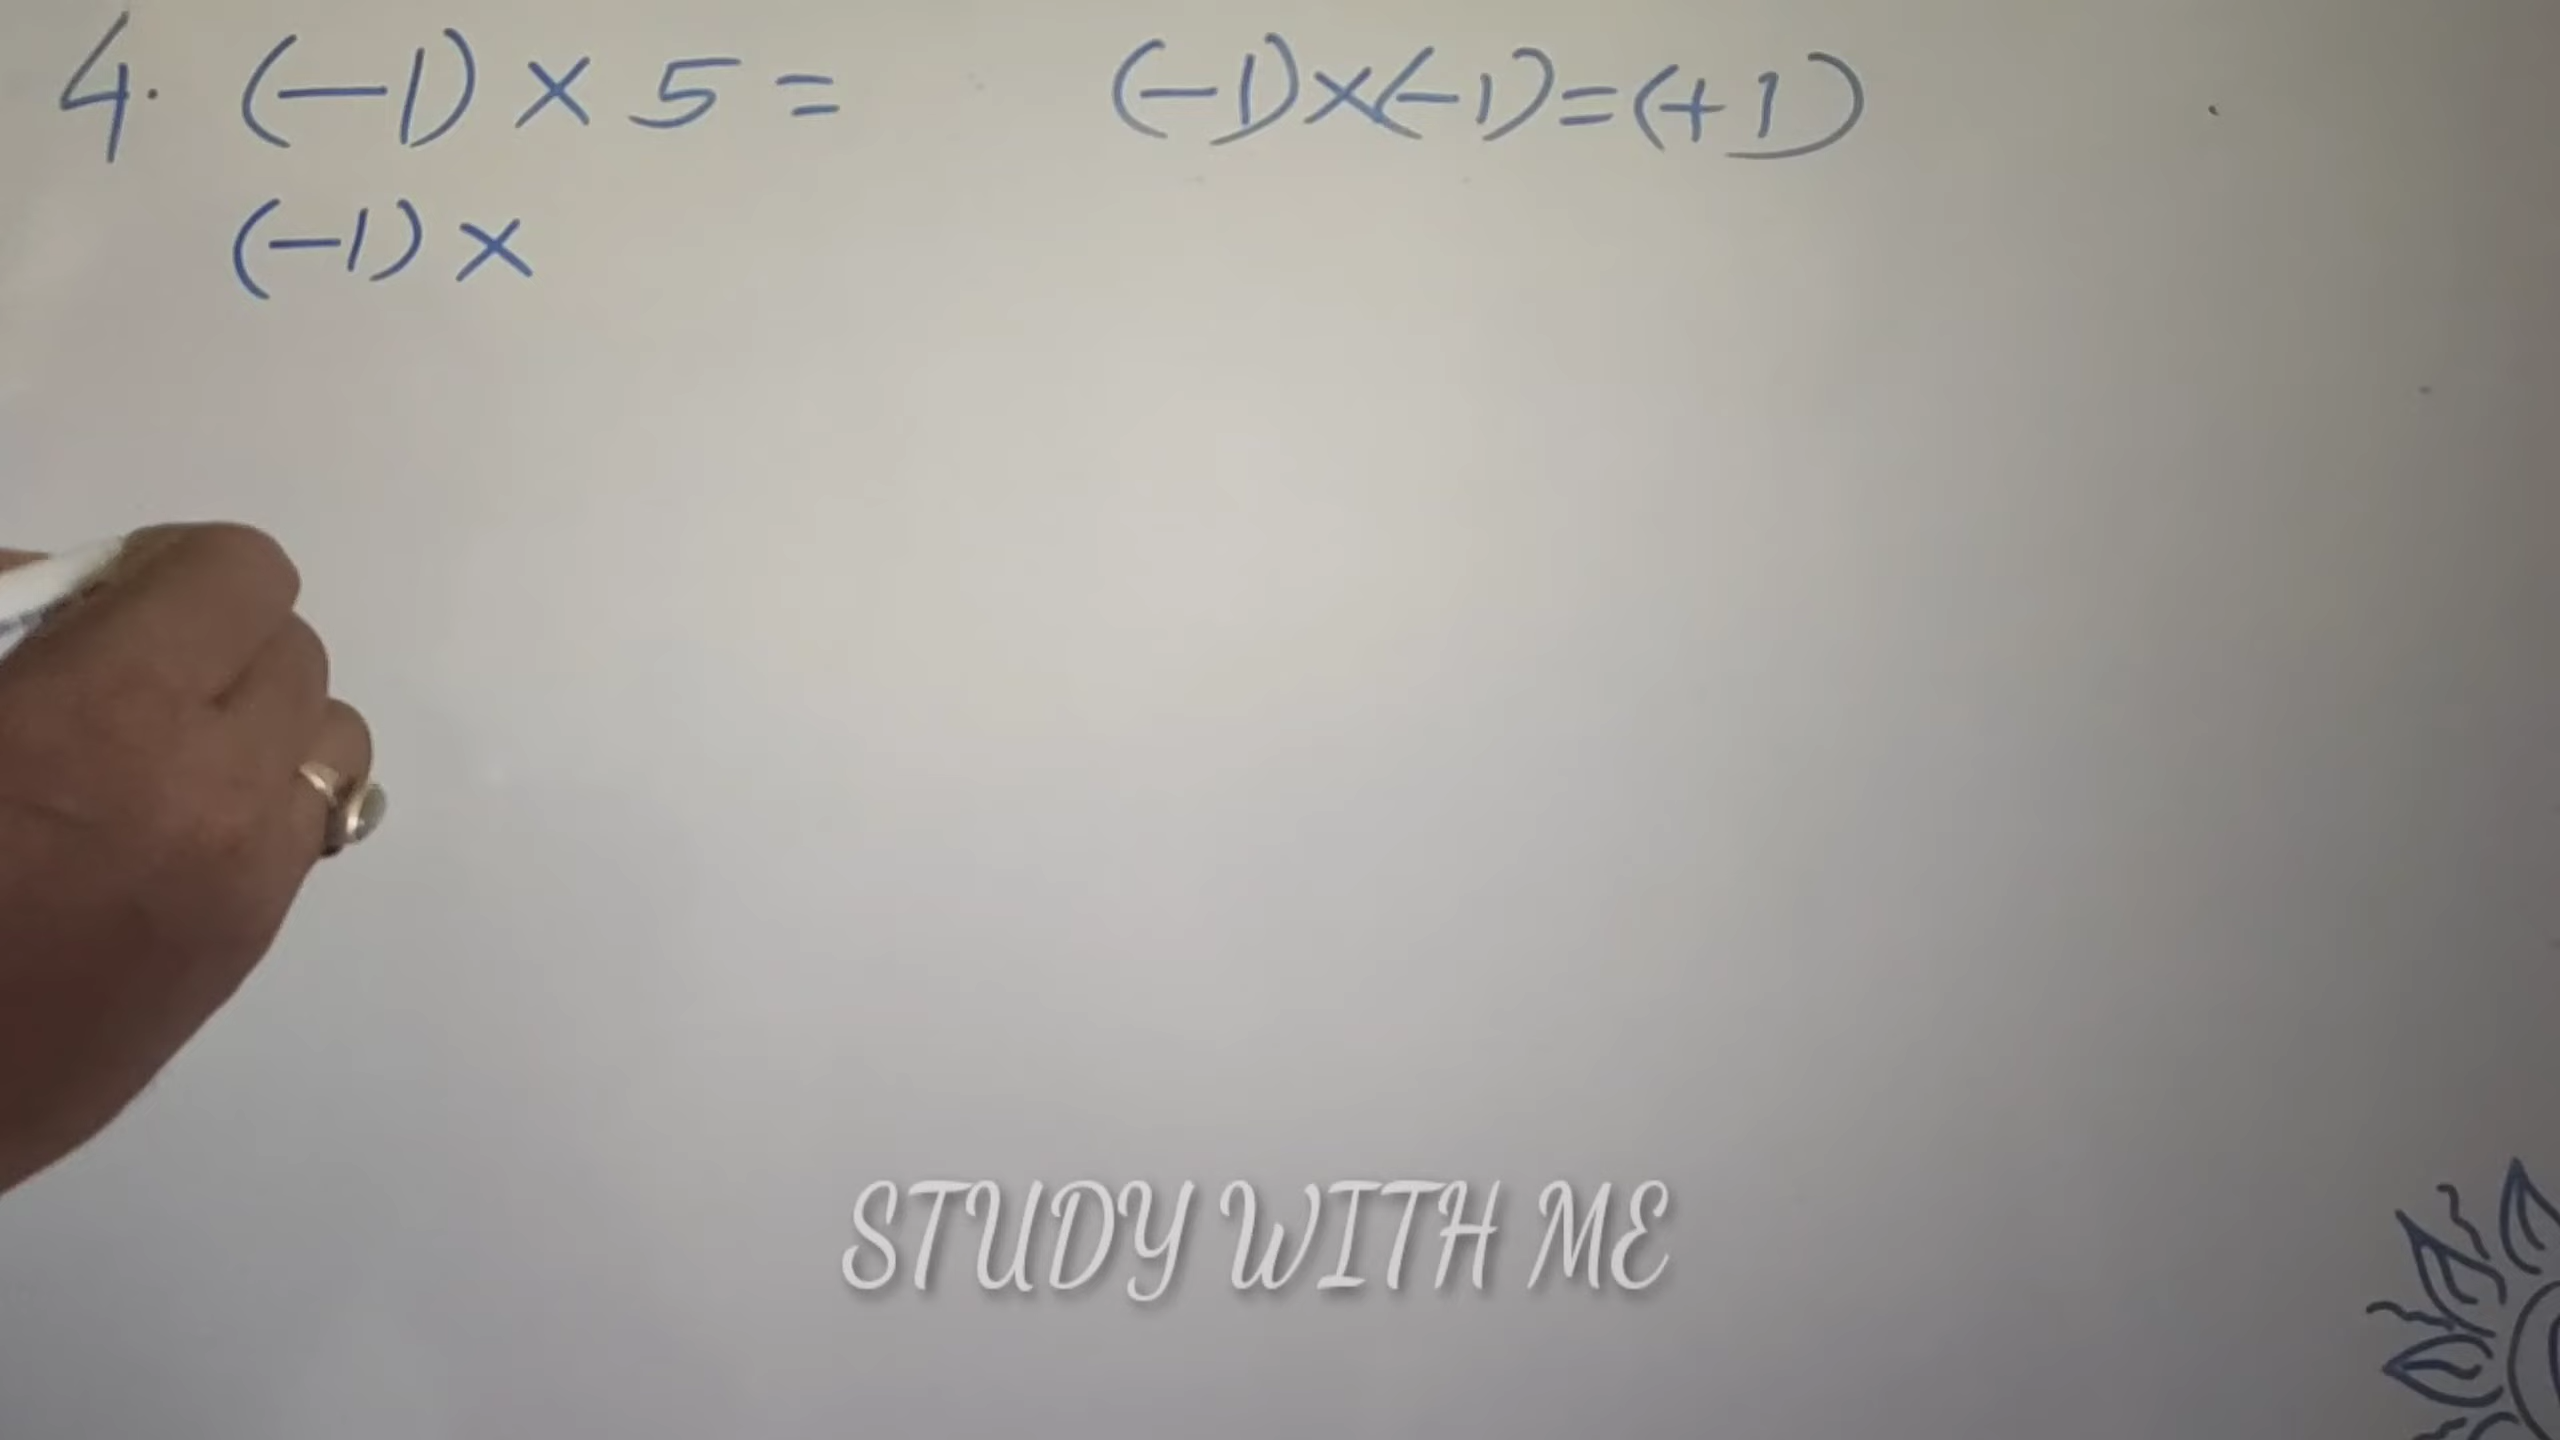 4. (-1) × 5 = (-1)×(-1)=(+1)
(-1) ×
STUDY WITH ME